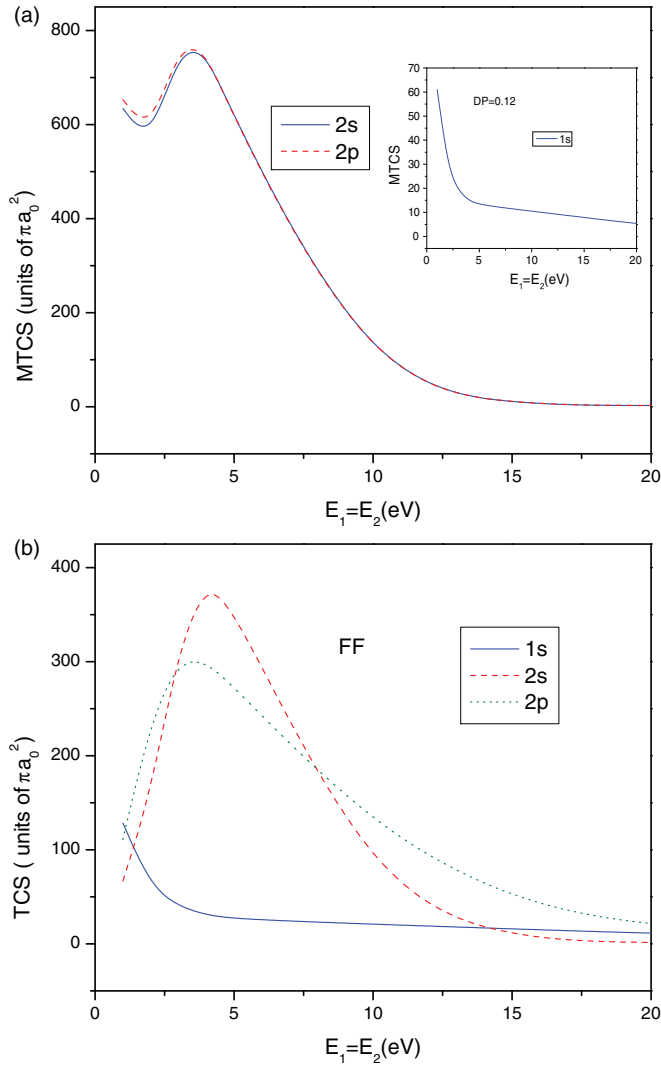 (a)
800
600
400
200
0
MTCS (units of πa₀²)
2s
2p
70
60
50
40
30
20
10
0
MTCS
DP=0.12
1s
0 5 10 15 20
E₁=E₂(eV)
0 5 10 15 20
E₁=E₂(eV)
(b)
400
300
200
100
0
TCS ( units of πa₀²)
FF
1s
2s
2p
0 5 10 15 20
E₁=E₂(eV)